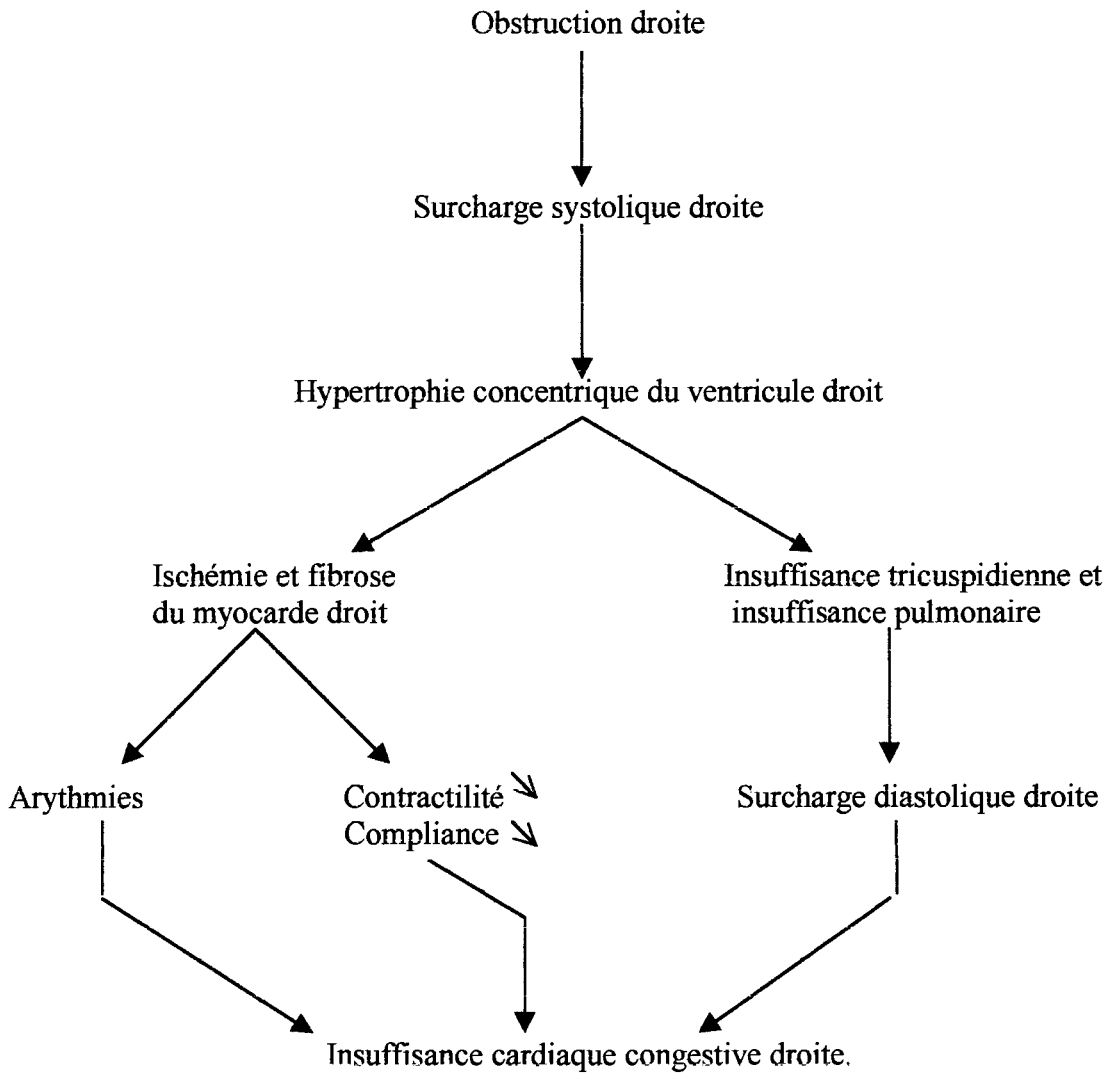 Obstruction droite
Surcharge systolique droite
Hypertrophie concentrique du ventricule droit
Ischémie et fibrose
du myocarde droit
Insuffisance tricuspidienne et
insuffisance pulmonaire
Arythmies
Contractilité ↘
Compliance ↘
Surcharge diastolique droite
Insuffisance cardiaque congestive droite.